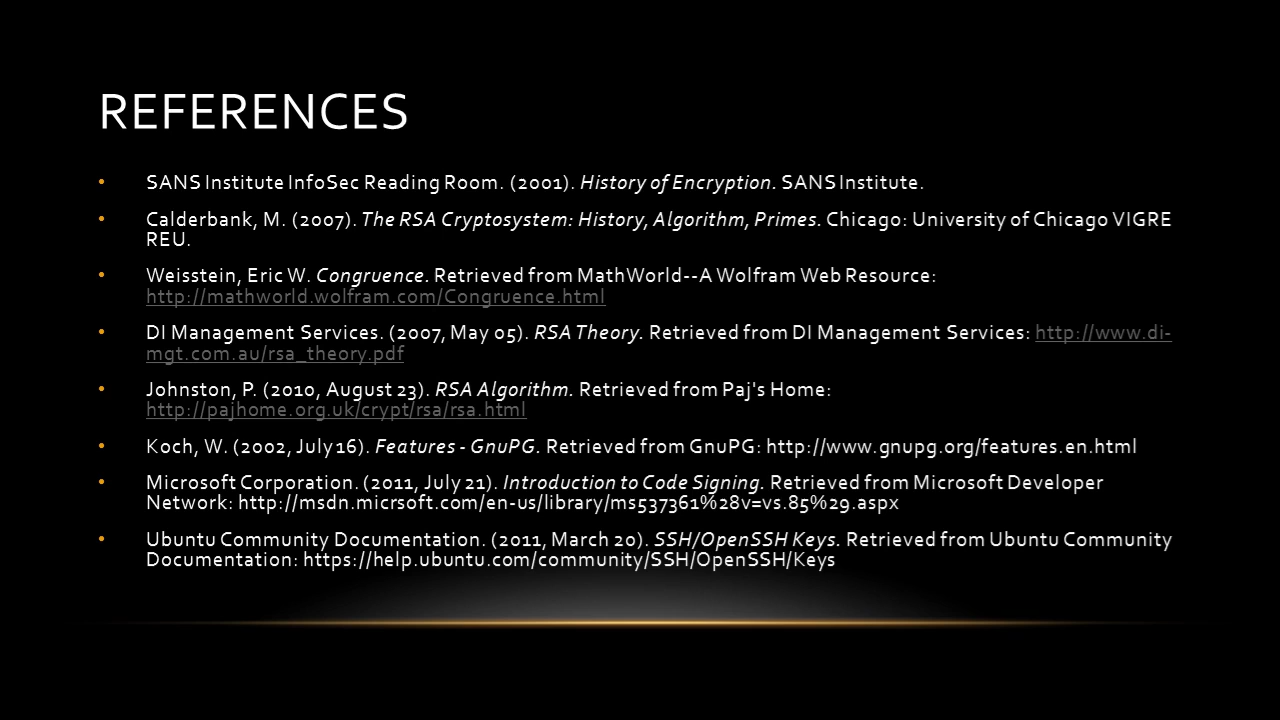 REFERENCES
• SANS Institute InfoSec Reading Room. (2001). History of Encryption. SANS Institute.
• Calderbank, M. (2007). The RSA Cryptosystem: History, Algorithm, Primes. Chicago: University of Chicago VIGRE
REU.
• Weisstein, Eric W. Congruence. Retrieved from MathWorld--A Wolfram Web Resource:
http://mathworld.wolfram.com/Congruence.html
• DI Management Services. (2007, May 05). RSA Theory. Retrieved from DI Management Services: http://www.di-
mgt.com.au/rsa_theory.pdf
• Johnston, P. (2010, August 23). RSA Algorithm. Retrieved from Paj's Home:
http://pajhome.org.uk/crypt/rsa/rsa.html
• Koch, W. (2002, July 16). Features - GnuPG. Retrieved from GnuPG: http://www.gnupg.org/features.en.html
• Microsoft Corporation. (2011, July 21). Introduction to Code Signing. Retrieved from Microsoft Developer
Network: http://msdn.micrsoft.com/en-us/library/ms537361%28v=vs.85%29.aspx
• Ubuntu Community Documentation. (2011, March 20). SSH/OpenSSH Keys. Retrieved from Ubuntu Community
Documentation: https://help.ubuntu.com/community/SSH/OpenSSH/Keys